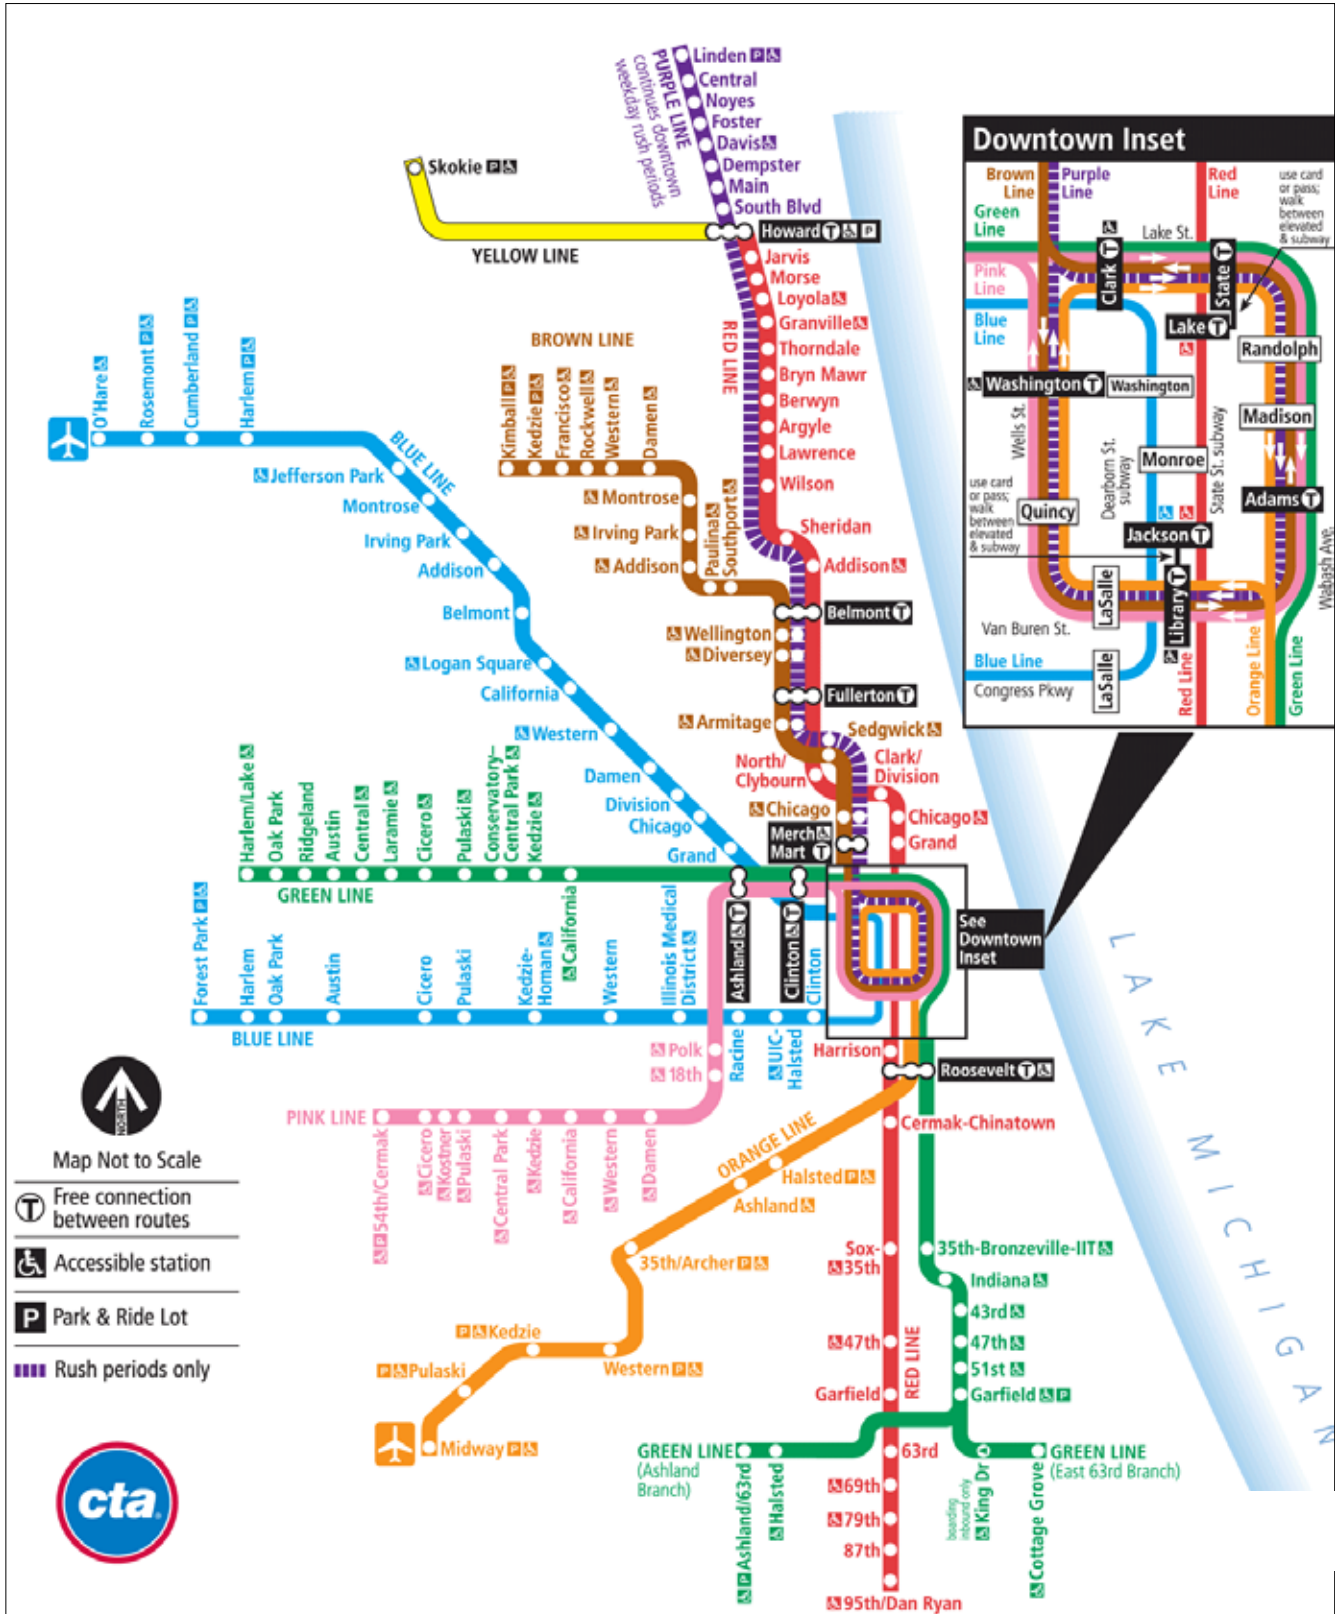 Linden P
Central
Noyes
Foster
Davis
Dempster
Main
South Blvd
PURPLE LINE
continues downtown
weekday rush periods
Skokie P
YELLOW LINE
Howard T P
Jarvis
Morse
Loyola
Granville
Thorndale
Bryn Mawr
Berwyn
Argyle
Lawrence
Wilson
Sheridan
Addison
RED LINE
Belmont T
Fullerton T
BROWN LINE
Kimball P
Kedzie P
Francisco
Rockwell
Western
Damen
Montrose
Irving Park
Addison
Paulina
Southport
Wellington
Diversey
Armitage
Sedgwick
North/
Clybourn
Clark/
Division
Chicago
Chicago
Grand
Merch
Mart T
O'Hare
Rosemont P
Cumberland P
Harlem P
BLUE LINE
Jefferson Park
Montrose
Irving Park
Addison
Belmont
Logan Square
California
Western
Damen
Division
Chicago
Grand
Harlem/Lake
Oak Park
Ridgeland
Austin
Central
Laramie
Cicero
Pulaski
Conservatory–
Central Park
Kedzie
California
GREEN LINE
Ashland T
Clinton T
Forest Park P
Harlem
Oak Park
Austin
Cicero
Pulaski
Kedzie-
Homan
Western
Illinois Medical
District
Racine
UIC-
Halsted
Clinton
BLUE LINE
See
Downtown
Inset
Polk
18th
PINK LINE
P 54th/Cermak
Cicero
Kostner
Pulaski
Central Park
Kedzie
California
Western
Damen
Harrison
Roosevelt T
Cermak-Chinatown
ORANGE LINE
Halsted P
Ashland
35th/Archer P
P Kedzie
Western P
P Pulaski
Midway P
Sox-
35th
47th
Garfield
RED LINE
63rd
69th
79th
87th
95th/Dan Ryan
35th-Bronzeville-IIT
Indiana
43rd
47th
51st
Garfield P
GREEN LINE
(Ashland
Branch)
P Ashland/63rd
Halsted
GREEN LINE
(East 63rd Branch)
boarding
inbound only
King Dr
Cottage Grove
LAKE MICHIGAN
Downtown Inset
Brown
Line
Purple
Line
Red
Line
use card
or pass;
walk
between
elevated
& subway
Green
Line
Pink
Line
Blue
Line
Lake St.
Clark T
State T
Lake T
Randolph
Washington T
Washington
Madison
Wells St.
Dearborn St.
subway
Monroe
State St. subway
use card
or pass;
walk
between
elevated
& subway
Quincy
Adams T
Jackson T
Wabash Ave.
LaSalle
Library T
Van Buren St.
Blue Line
Congress Pkwy
LaSalle
Red Line
Orange Line
Green Line
NORTH
Map Not to Scale
T Free connection
between routes
Accessible station
P Park & Ride Lot
Rush periods only
cta